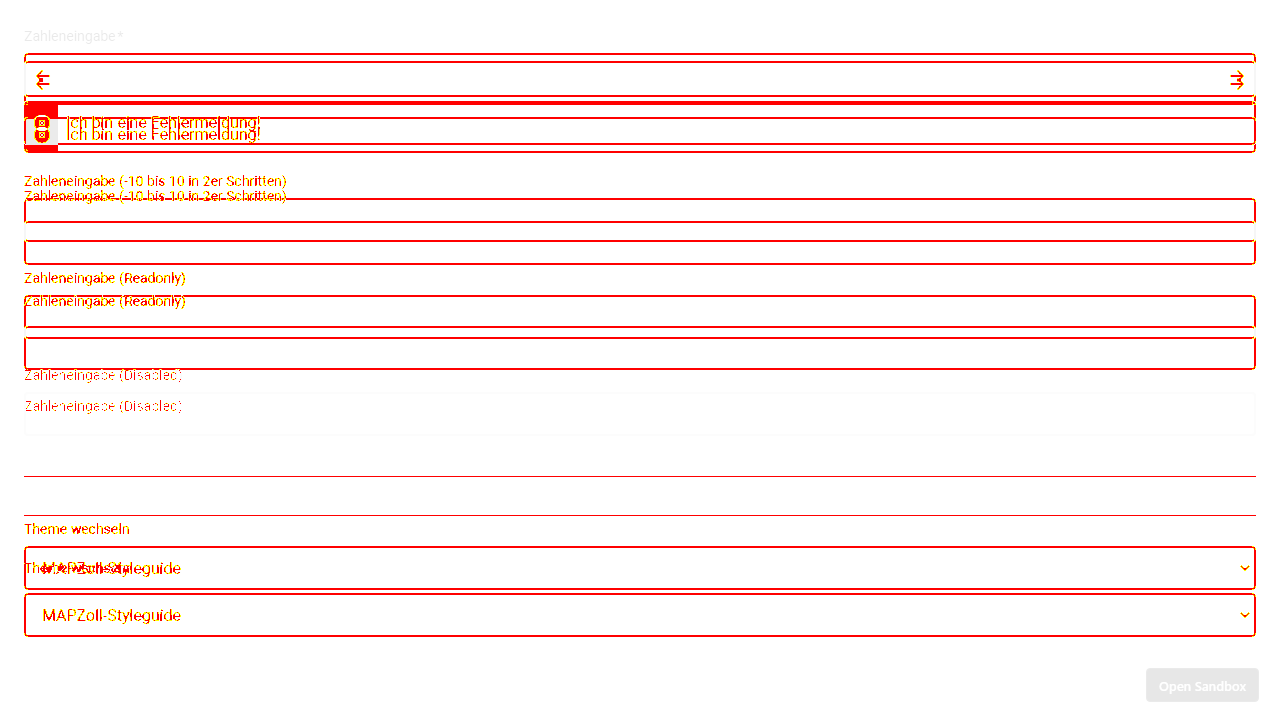 Zahleneingabe*
Ich bin eine Fehlermeldung!
Ich bin eine Fehlermeldung!
Zahleneingabe (-10 bis 10 in 2er Schritten)
Zahleneingabe (-10 bis 10 in 2er Schritten)
Zahleneingabe (Readonly)
Zahleneingabe (Readonly)
Zahleneingabe (Disabled)
Zahleneingabe (Disabled)
Theme wechseln
Theme wechseln
MAPZoll-Styleguide
MAPZoll-Styleguide
Open Sandbox